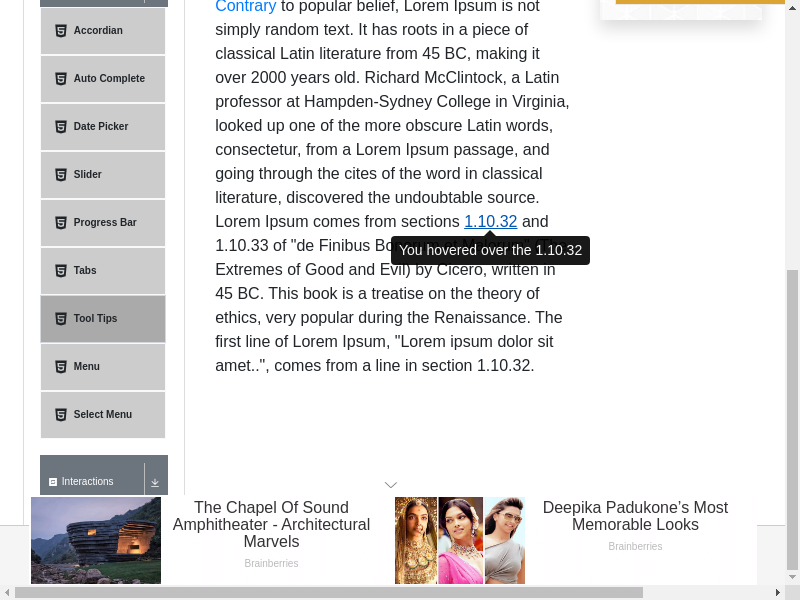 Accordian
Auto Complete
Date Picker
Slider
Progress Bar
Tabs
Tool Tips
Menu
Select Menu
Interactions
Contrary to popular belief, Lorem Ipsum is not
simply random text. It has roots in a piece of
classical Latin literature from 45 BC, making it
over 2000 years old. Richard McClintock, a Latin
professor at Hampden-Sydney College in Virginia,
looked up one of the more obscure Latin words,
consectetur, from a Lorem Ipsum passage, and
going through the cites of the word in classical
literature, discovered the undoubtable source.
Lorem Ipsum comes from sections 1.10.32 and
You hovered over the 1.10.32
1.10.33 of "de Finibus
Extremes of Good and Evil) by Cicero, written in
45 BC. This book is a treatise on the theory of
ethics, very popular during the Renaissance. The
first line of Lorem Ipsum, "Lorem ipsum dolor sit
amet..", comes from a line in section 1.10.32.
The Chapel Of Sound
Amphitheater - Architectural
Marvels
Brainberries
Deepika Padukone's Most
Memorable Looks
Brainberries